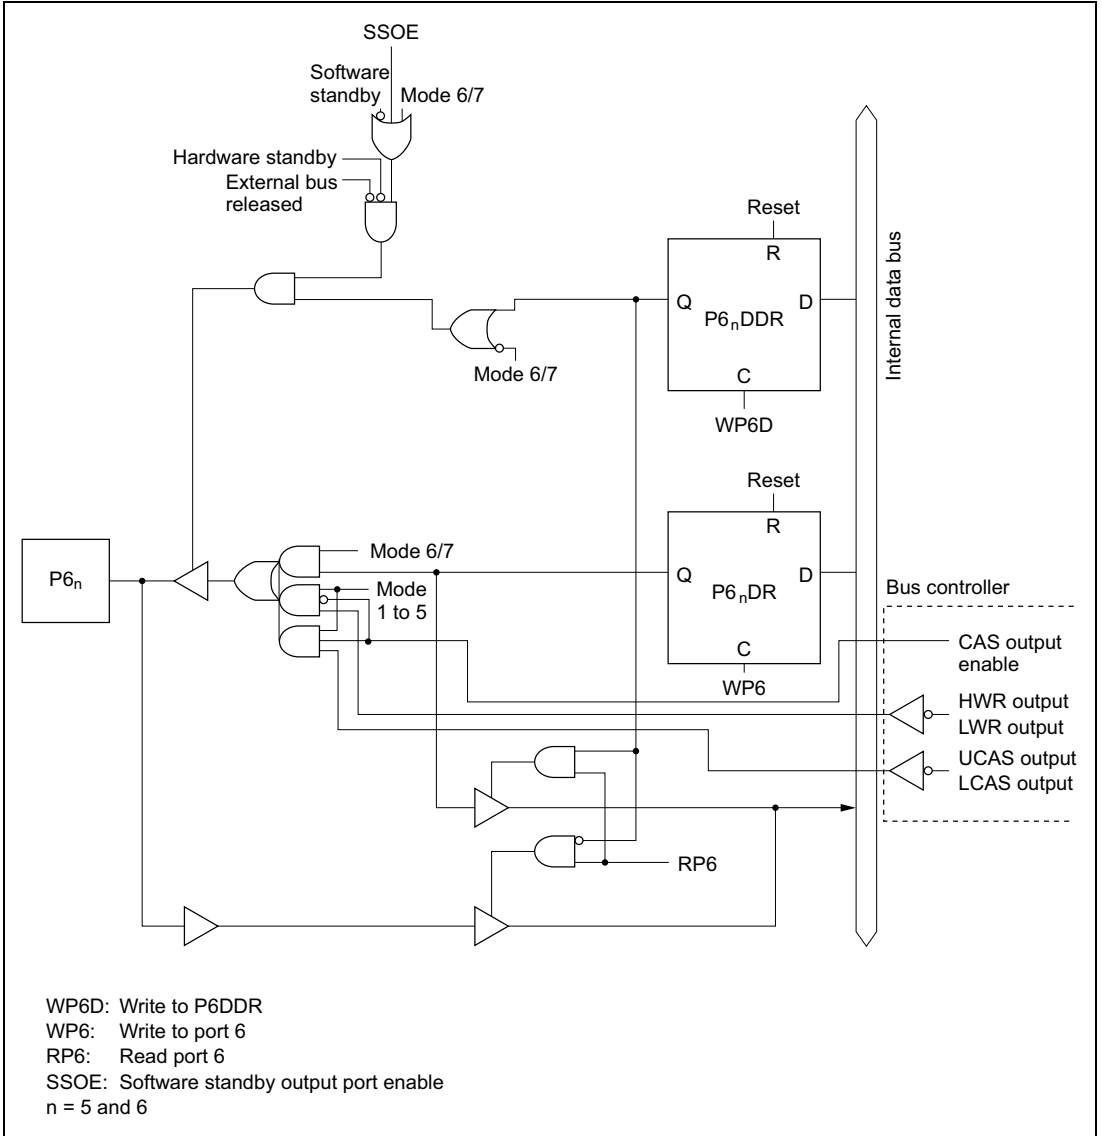 SSOE
Software
standby
Mode 6/7
Hardware standby
External bus
released
Reset
R
Q
P6nDDR
D
C
WP6D
Mode 6/7
Internal data bus
Reset
R
Q
P6nDR
D
C
WP6
P6n
Mode 6/7
Mode
1 to 5
Bus controller
CAS output
enable
HWR output
LWR output
UCAS output
LCAS output
RP6
WP6D: Write to P6DDR
WP6: Write to port 6
RP6: Read port 6
SSOE: Software standby output port enable
n = 5 and 6